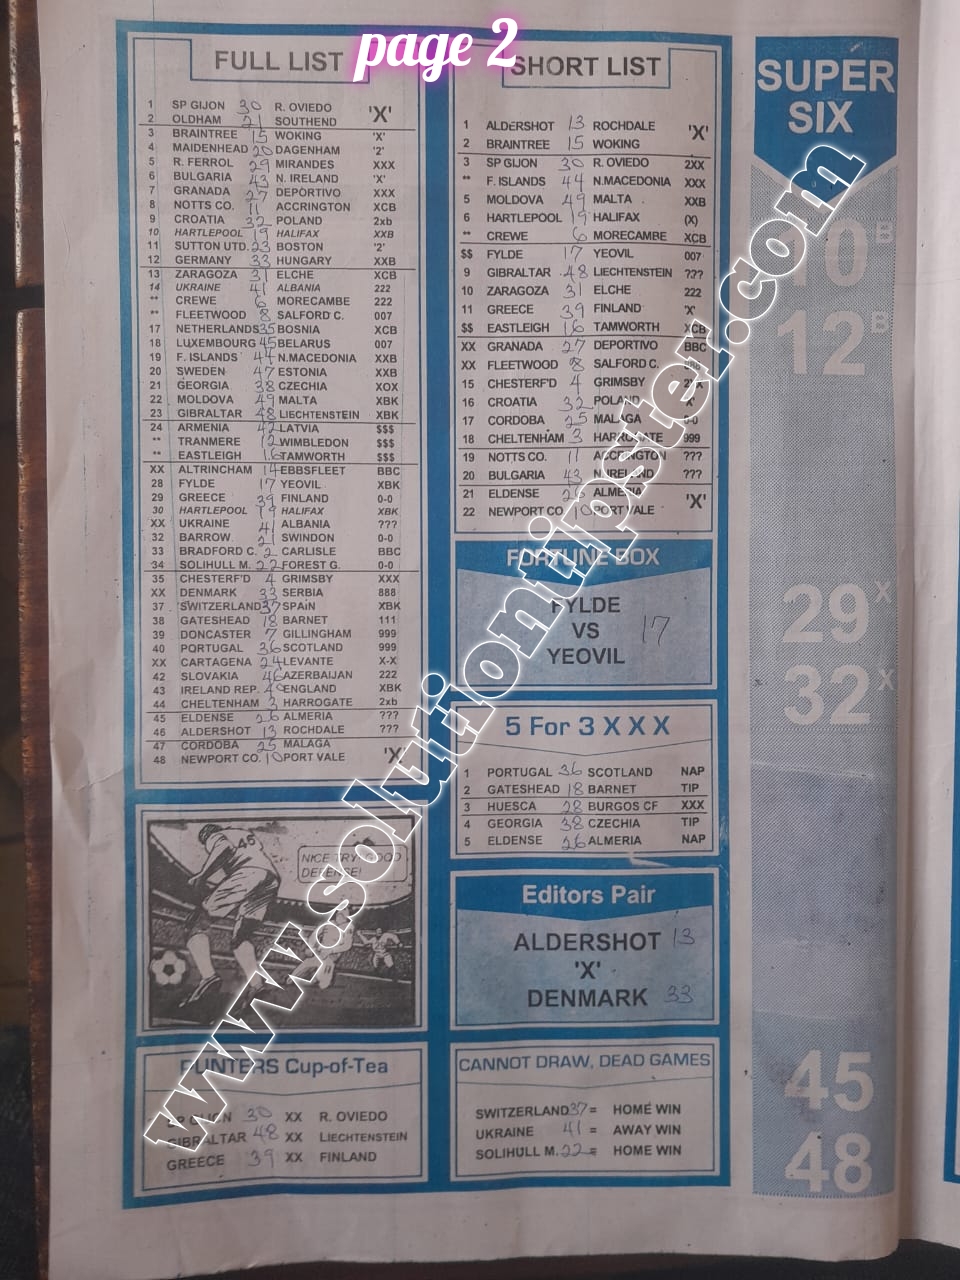 page 2
FULL LIST
1 SP GIJON 30 R. OVIEDO 'X'
2 OLDHAM 21 SOUTHEND
3 BRAINTREE 15 WOKING 'X'
4 MAIDENHEAD 20 DAGENHAM '2'
5 R. FERROL 29 MIRANDES XXX
6 BULGARIA 43 N. IRELAND 'X'
7 GRANADA 27 DEPORTIVO XXX
8 NOTTS CO. 11 ACCRINGTON XCB
9 CROATIA 32 POLAND 2xb
10 HARTLEPOOL 19 HALIFAX XXB
11 SUTTON UTD. 23 BOSTON '2'
12 GERMANY 33 HUNGARY XXB
13 ZARAGOZA 31 ELCHE XCB
14 UKRAINE 41 ALBANIA 222
** CREWE 6 MORECAMBE 222
** FLEETWOOD 8 SALFORD C. 007
17 NETHERLANDS 35 BOSNIA XCB
18 LUXEMBOURG 45 BELARUS 007
19 F. ISLANDS 44 N.MACEDONIA XXB
20 SWEDEN 47 ESTONIA XXB
21 GEORGIA 38 CZECHIA XOX
22 MOLDOVA 49 MALTA XBK
23 GIBRALTAR 48 LIECHTENSTEIN XBK
24 ARMENIA 42 LATVIA $$$
** TRANMERE 12 WIMBLEDON $$$
** EASTLEIGH 16 TAMWORTH $$$
XX ALTRINCHAM 14 EBBSFLEET BBC
28 FYLDE 17 YEOVIL XBK
29 GREECE 39 FINLAND 0-0
30 HARTLEPOOL 19 HALIFAX XBK
XX UKRAINE 41 ALBANIA ???
32 BARROW 21 SWINDON 0-0
33 BRADFORD C. 2 CARLISLE BBC
34 SOLIHULL M. 22 FOREST G. 0-0
35 CHESTERF'D 4 GRIMSBY XXX
XX DENMARK 33 SERBIA 888
37 SWITZERLAND 37 SPAIN XBK
38 GATESHEAD 18 BARNET 111
39 DONCASTER 7 GILLINGHAM 999
40 PORTUGAL 36 SCOTLAND 999
XX CARTAGENA 24 LEVANTE X-X
42 SLOVAKIA 46 AZERBAIJAN 222
43 IRELAND REP. 40 ENGLAND XBK
44 CHELTENHAM 3 HARROGATE 2xb
45 ELDENSE 26 ALMERIA ???
46 ALDERSHOT 13 ROCHDALE ???
47 CORDOBA 25 MALAGA 'X'
48 NEWPORT CO. 10 PORT VALE
SHORT LIST
1 ALDERSHOT 13 ROCHDALE 'X'
2 BRAINTREE 15 WOKING
3 SP GIJON 30 R. OVIEDO 2XX
** F. ISLANDS 44 N.MACEDONIA XXX
5 MOLDOVA 49 MALTA XXB
6 HARTLEPOOL 19 HALIFAX (X)
** CREWE 6 MORECAMBE XCB
$$ FYLDE 17 YEOVIL 007
9 GIBRALTAR 48 LIECHTENSTEIN ???
10 ZARAGOZA 31 ELCHE 222
11 GREECE 39 FINLAND 'X'
$$ EASTLEIGH 16 TAMWORTH XCB
XX GRANADA 27 DEPORTIVO BBC
XX FLEETWOOD 8 SALFORD C.
15 CHESTERF'D 4 GRIMSBY
16 CROATIA 32 POLAND 'X'
17 CORDOBA 25 MALAGA 0-0
18 CHELTENHAM 3 HARROGATE 999
19 NOTTS CO. 11 ACCRINGTON ???
20 BULGARIA 43 N.IRELAND ???
21 ELDENSE 26 ALMERIA 'X'
22 NEWPORT CO. 10 PORT VALE
FORTUNE BOX
FYLDE
VS 17
YEOVIL
5 For 3 X X X
1 PORTUGAL 36 SCOTLAND NAP
2 GATESHEAD 18 BARNET TIP
3 HUESCA 28 BURGOS CF XXX
4 GEORGIA 38 CZECHIA TIP
5 ELDENSE 26 ALMERIA NAP
Editors Pair
ALDERSHOT 13
'X'
DENMARK 33
NICE TRY GOOD
DEFENSE!
46
PUNTERS Cup-of-Tea
SP GIJON 30 XX R. OVIEDO
GIBRALTAR 48 XX LIECHTENSTEIN
GREECE 39 XX FINLAND
CANNOT DRAW, DEAD GAMES
SWITZERLAND 37 = HOME WIN
UKRAINE 41 = AWAY WIN
SOLIHULL M. 22 = HOME WIN
SUPER
SIX
10 B
12 B
29 X
32 X
45
48
www.solutiontipster.com